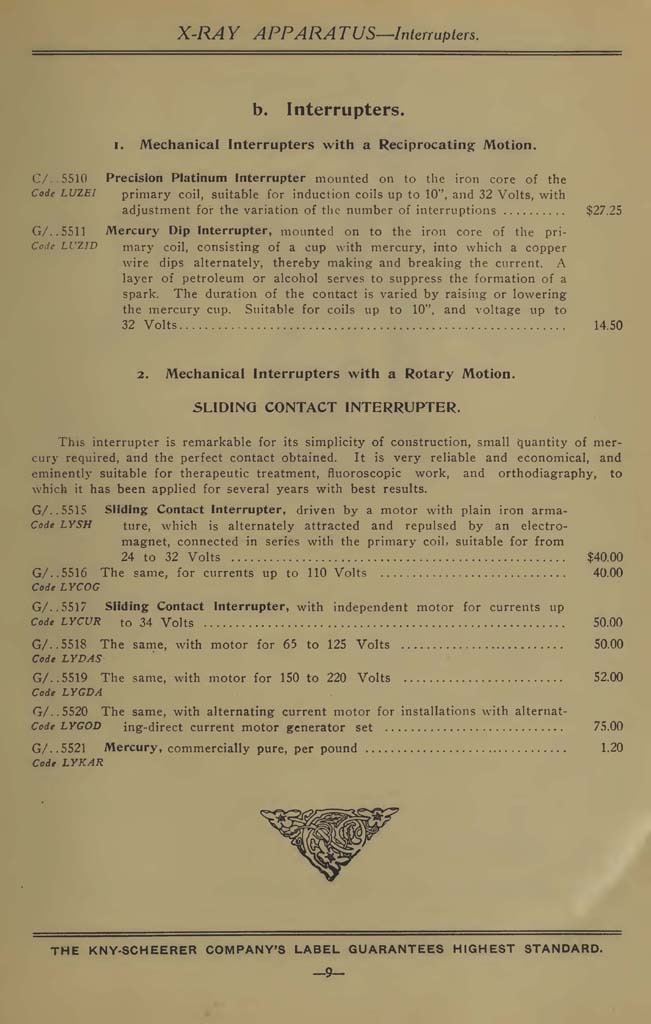 X-RAY APPARATUS—Interrupters.
b. Interrupters.
1. Mechanical Interrupters with a Reciprocating Motion.
C/..5510 Precision Platinum Interrupter mounted on to the iron core of the
Code LUZEI primary coil, suitable for induction coils up to 10", and 32 Volts, with
adjustment for the variation of the number of interruptions .......... $27.25
G/..5511 Mercury Dip Interrupter, mounted on to the iron core of the pri-
Code LUZID mary coil, consisting of a cup with mercury, into which a copper
wire dips alternately, thereby making and breaking the current. A
layer of petroleum or alcohol serves to suppress the formation of a
spark. The duration of the contact is varied by raising or lowering
the mercury cup. Suitable for coils up to 10", and voltage up to
32 Volts............................................................ 14.50
2. Mechanical Interrupters with a Rotary Motion.
SLIDING CONTACT INTERRUPTER.
This interrupter is remarkable for its simplicity of construction, small quantity of mer-
cury required, and the perfect contact obtained. It is very reliable and economical, and
eminently suitable for therapeutic treatment, fluoroscopic work, and orthodiagraphy, to
which it has been applied for several years with best results.
G/..5515 Sliding Contact Interrupter, driven by a motor with plain iron arma-
Code LYSH ture, which is alternately attracted and repulsed by an electro-
magnet, connected in series with the primary coil, suitable for from
24 to 32 Volts .................................................... $40.00
G/..5516 The same, for currents up to 110 Volts ............................. 40.00
Code LYCOG
G/..5517 Sliding Contact Interrupter, with independent motor for currents up
Code LYCUR to 34 Volts ........................................................ 50.00
G/..5518 The same, with motor for 65 to 125 Volts ......................... 50.00
Code LYDAS
G/..5519 The same, with motor for 150 to 220 Volts ......................... 52.00
Code LYGDA
G/..5520 The same, with alternating current motor for installations with alternat-
Code LYGOD ing-direct current motor generator set ............................ 75.00
G/..5521 Mercury, commercially pure, per pound ............................... 1.20
Code LYKAR
THE KNY-SCHEERER COMPANY'S LABEL GUARANTEES HIGHEST STANDARD.
—9—